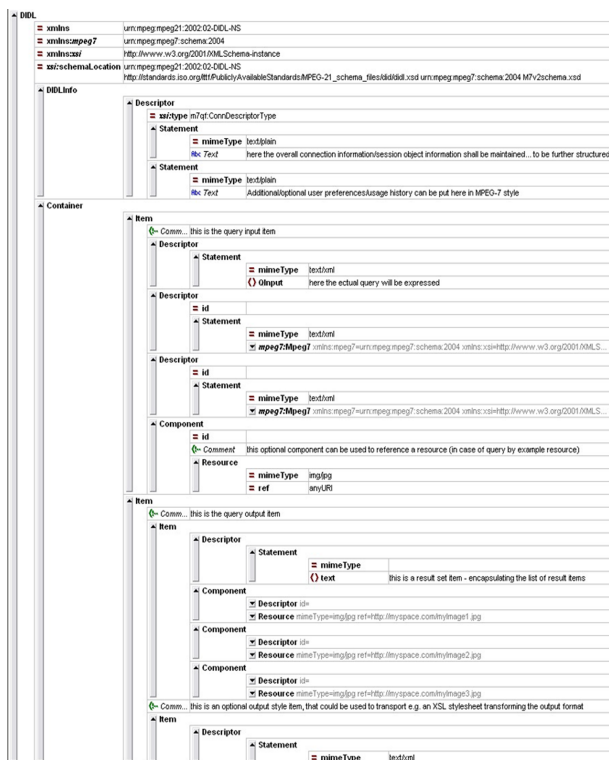 DIDL
xmlns urn:mpeg:mpeg21:2002:02-DIDL-NS
xmlns:mpeg7 urn:mpeg:mpeg7:schema:2004
xmlns:xsi http://www.w3.org/2001/XMLSchema-instance
xsi:schemaLocation urn:mpeg:mpeg21:2002:02-DIDL-NS
http://standards.iso.org/ittf/PubliclyAvailableStandards/MPEG-21_schema_files/did/didl.xsd urn:mpeg:mpeg7:schema:2004 M7v2schema.xsd
DIDLInfo
Descriptor
xsi:type m7qf:ConnDescriptorType
Statement
mimeType text/plain
Abc Text here the overall connection information/session object information shall be maintained... to be further structured
Statement
mimeType text/plain
Abc Text Additional/optional user preferences/usage history can be put here in MPEG-7 style
Container
Item
Comm... this is the query input item
Descriptor
Statement
mimeType text/xml
QInput here the ectual query will be expressed
Descriptor
id
Statement
mimeType text/xml
mpeg7:Mpeg7 xmlns:mpeg7=urn:mpeg:mpeg7:schema:2004 xmlns:xsi=http://www.w3.org/2001/XMLS...
Descriptor
id
Statement
mimeType text/xml
mpeg7:Mpeg7 xmlns:mpeg7=urn:mpeg:mpeg7:schema:2004 xmlns:xsi=http://www.w3.org/2001/XMLS...
Component
id
Comment this optional component can be used to reference a resource (in case of query by example resource)
Resource
mimeType img/jpg
ref anyURI
Item
Comm... this is the query output item
Item
Descriptor
Statement
mimeType
text this is a result set item - encapsulating the list of result items
Component
Descriptor id=
Resource mimeType=img/jpg ref=http://myspace.com/myImage1.jpg
Component
Descriptor id=
Resource mimeType=img/jpg ref=http://myspace.com/myImage2.jpg
Component
Descriptor id=
Resource mimeType=img/jpg ref=http://myspace.com/myImage3.jpg
Comm... this is an optional output style item, that could be used to transport e.g. an XSL stylesheet transforming the output format
Item
Descriptor
Statement
mimeType text/xml